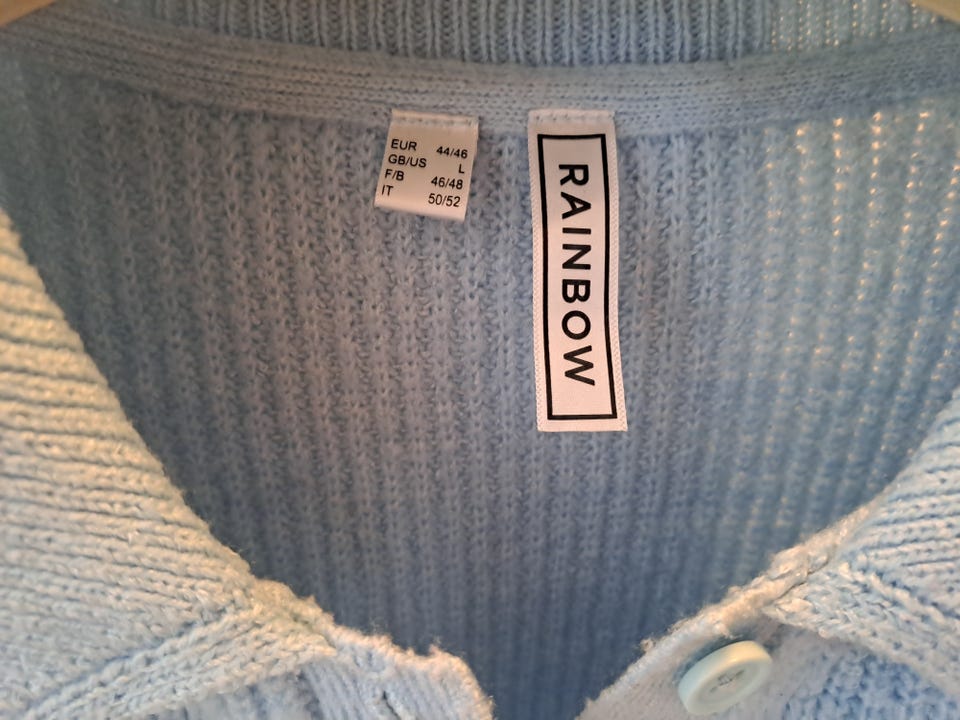 EUR 44/46
GB/US L
F/B 46/48
IT 50/52
RAINBOW